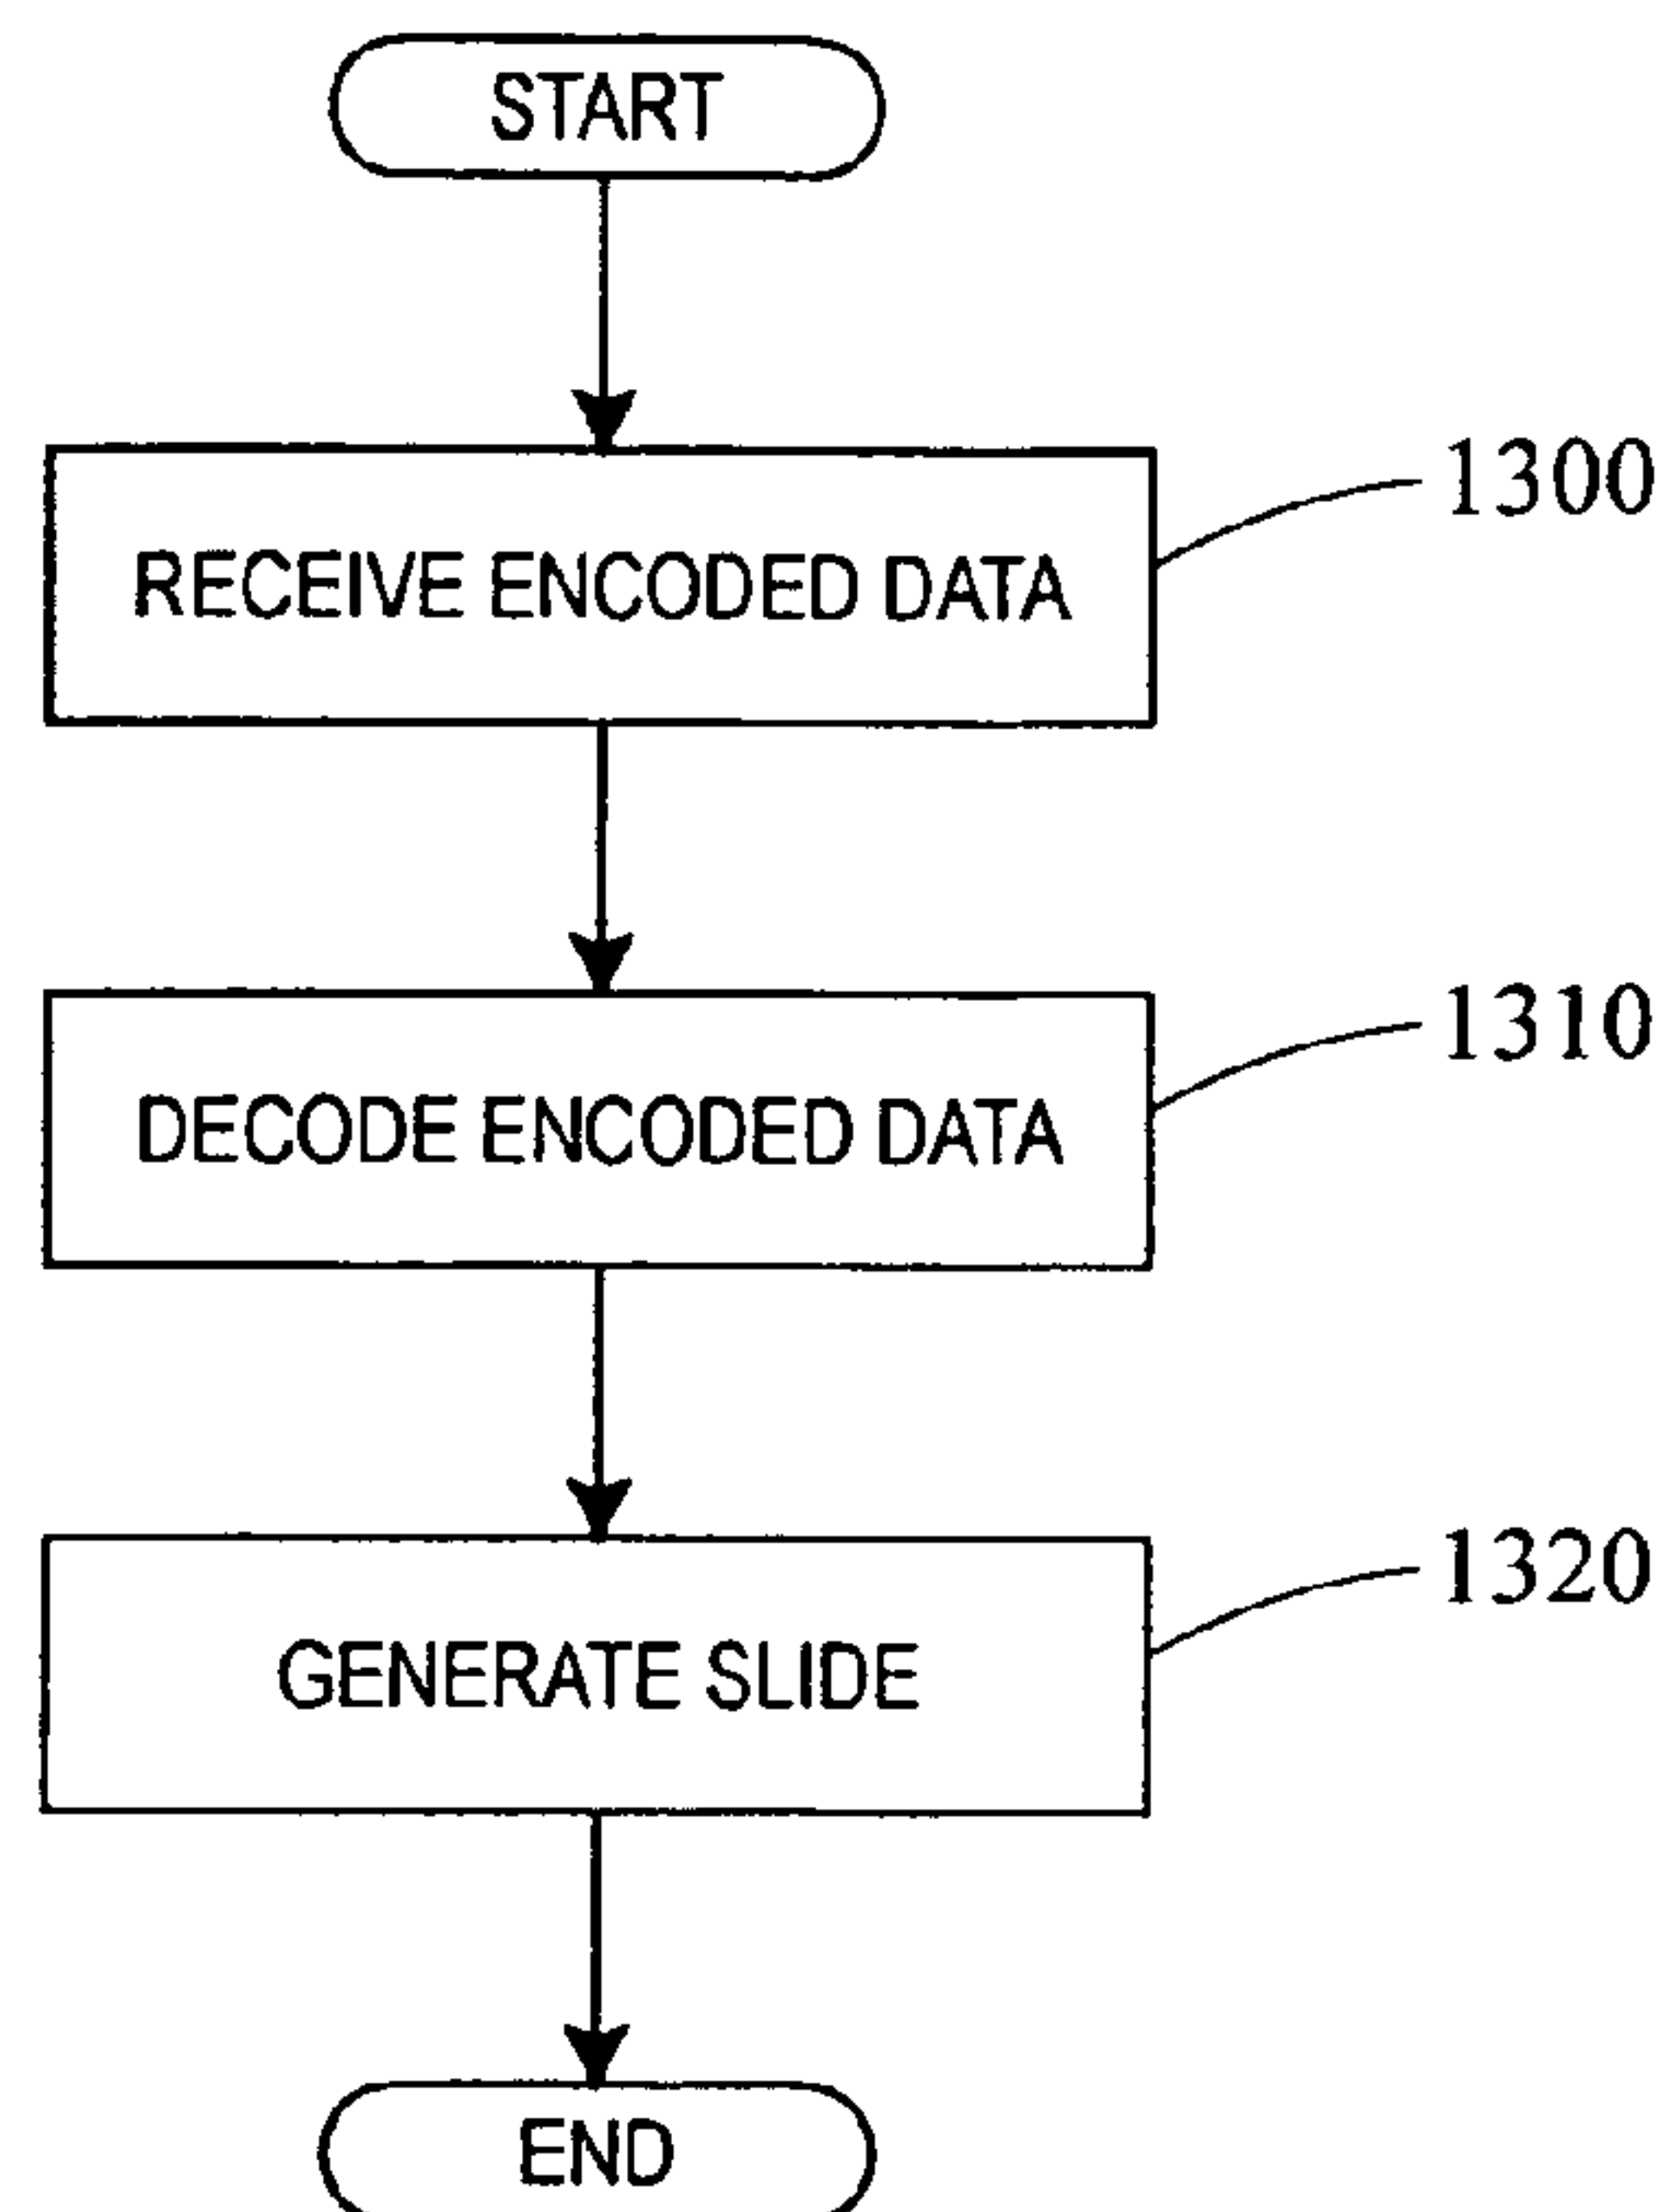 START
RECEIVE ENCODED DATA
1300
DECODE ENCODED DATA
1310
GENERATE SLIDE
1320
END